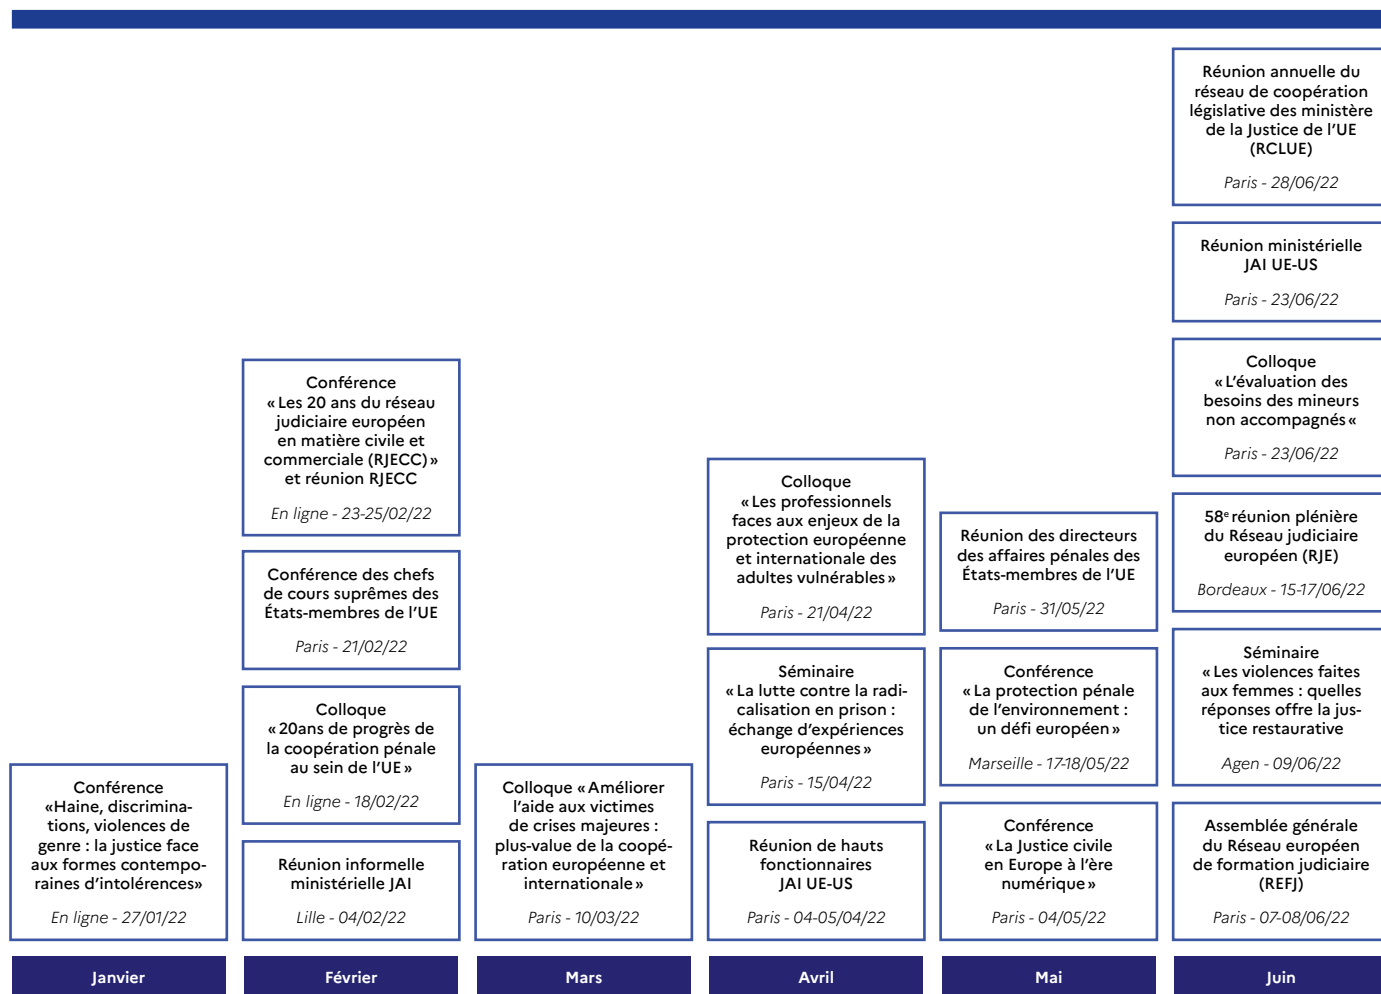 Conférence
«Haine, discrimina-
tions, violences de
genre : la justice face
aux formes contempo-
raines d'intolérences»
En ligne - 27/01/22
Janvier
Conférence
« Les 20 ans du réseau
judiciaire européen
en matière civile et
commerciale (RJECC) »
et réunion RJECC
En ligne - 23-25/02/22
Conférence des chefs
de cours suprêmes des
États-membres de l'UE
Paris - 21/02/22
Colloque
« 20ans de progrès de
la coopération pénale
au sein de l'UE »
En ligne - 18/02/22
Réunion informelle
ministérielle JAI
Lille - 04/02/22
Février
Colloque « Améliorer
l'aide aux victimes
de crises majeures :
plus-value de la coopé-
ration européenne et
internationale »
Paris - 10/03/22
Mars
Colloque
« Les professionnels
faces aux enjeux de la
protection européenne
et internationale des
adultes vulnérables »
Paris - 21/04/22
Séminaire
« La lutte contre la radi-
calisation en prison :
échange d'expériences
européennes »
Paris - 15/04/22
Réunion de hauts
fonctionnaires
JAI UE-US
Paris - 04-05/04/22
Avril
Réunion des directeurs
des affaires pénales des
États-membres de l'UE
Paris - 31/05/22
Conférence
« La protection pénale
de l'environnement :
un défi européen »
Marseille - 17-18/05/22
Conférence
« La Justice civile
en Europe à l'ère
numérique »
Paris - 04/05/22
Mai
Réunion annuelle du
réseau de coopération
législative des ministère
de la Justice de l'UE
(RCLUE)
Paris - 28/06/22
Réunion ministérielle
JAI UE-US
Paris - 23/06/22
Colloque
« L'évaluation des
besoins des mineurs
non accompagnés «
Paris - 23/06/22
58e réunion plénière
du Réseau judiciaire
européen (RJE)
Bordeaux - 15-17/06/22
Séminaire
« Les violences faites
aux femmes : quelles
réponses offre la jus-
tice restaurative
Agen - 09/06/22
Assemblée générale
du Réseau européen
de formation judiciaire
(REFJ)
Paris - 07-08/06/22
Juin